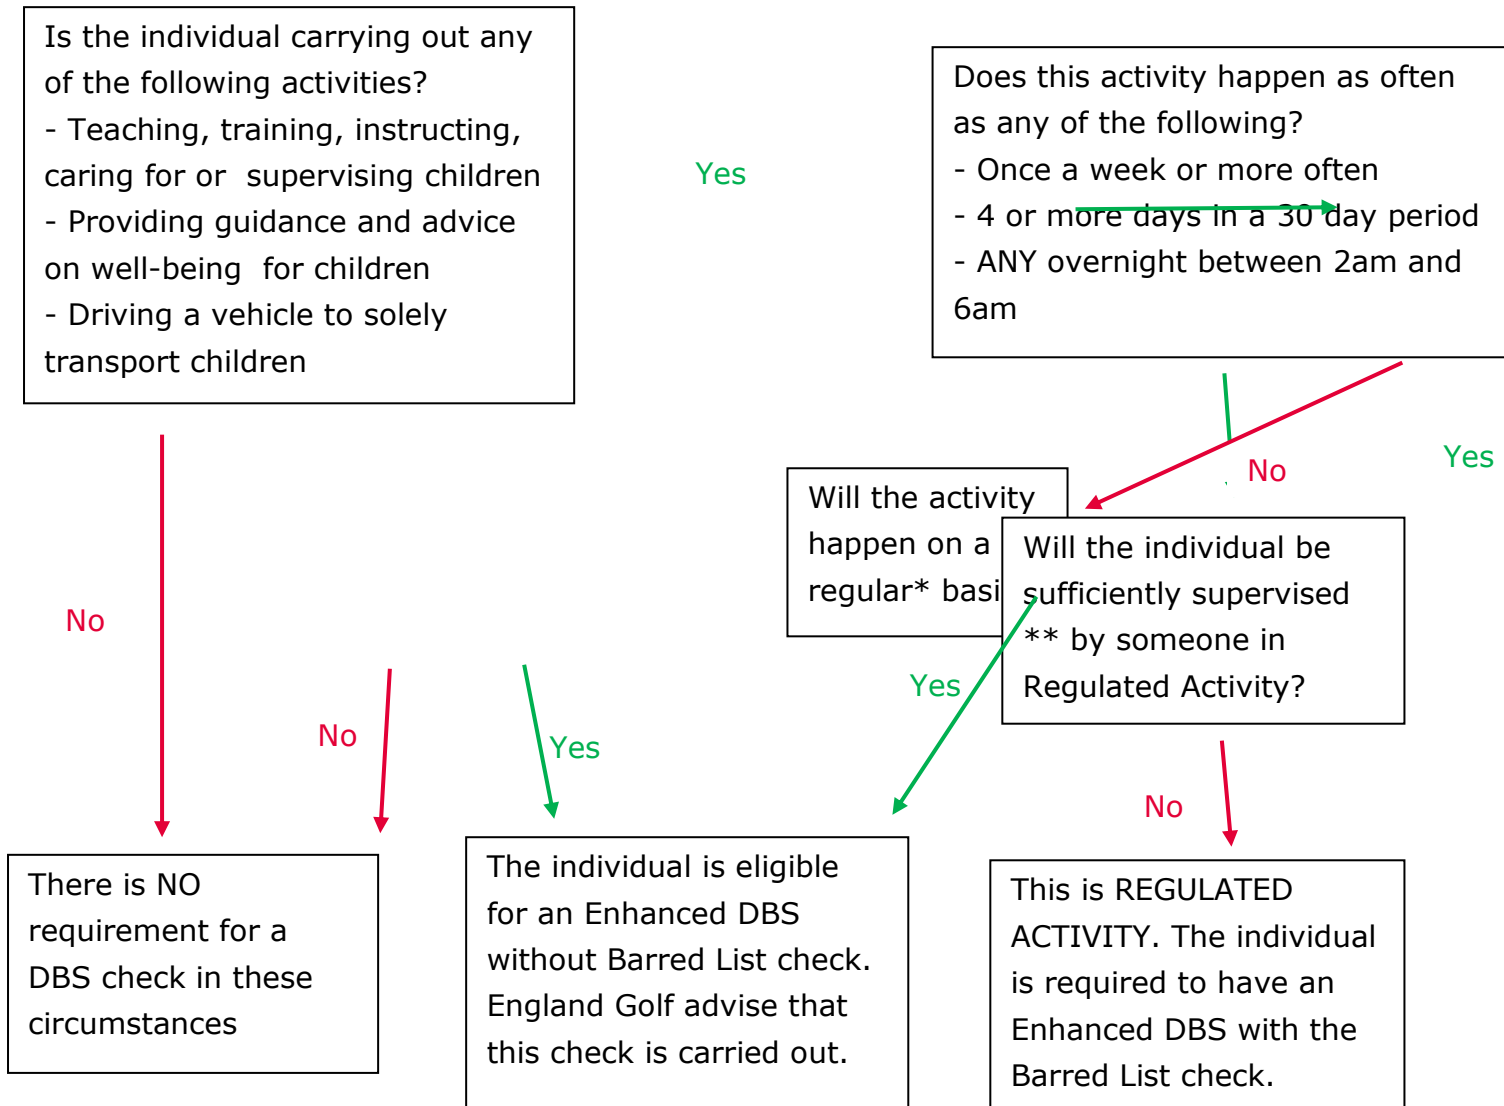 Is the individual carrying out any
of the following activities?
- Teaching, training, instructing,
caring for or supervising children
- Providing guidance and advice
on well-being for children
- Driving a vehicle to solely
transport children
Yes
Does this activity happen as often
as any of the following?
- Once a week or more often
- 4 or more days in a 30 day period
- ANY overnight between 2am and
6am
No
Yes
Will the activity
happen on a
regular* basi
Will the individual be
sufficiently supervised
** by someone in
Regulated Activity?
No
Yes
No
Yes
No
There is NO
requirement for a
DBS check in these
circumstances
The individual is eligible
for an Enhanced DBS
without Barred List check.
England Golf advise that
this check is carried out.
This is REGULATED
ACTIVITY. The individual
is required to have an
Enhanced DBS with the
Barred List check.